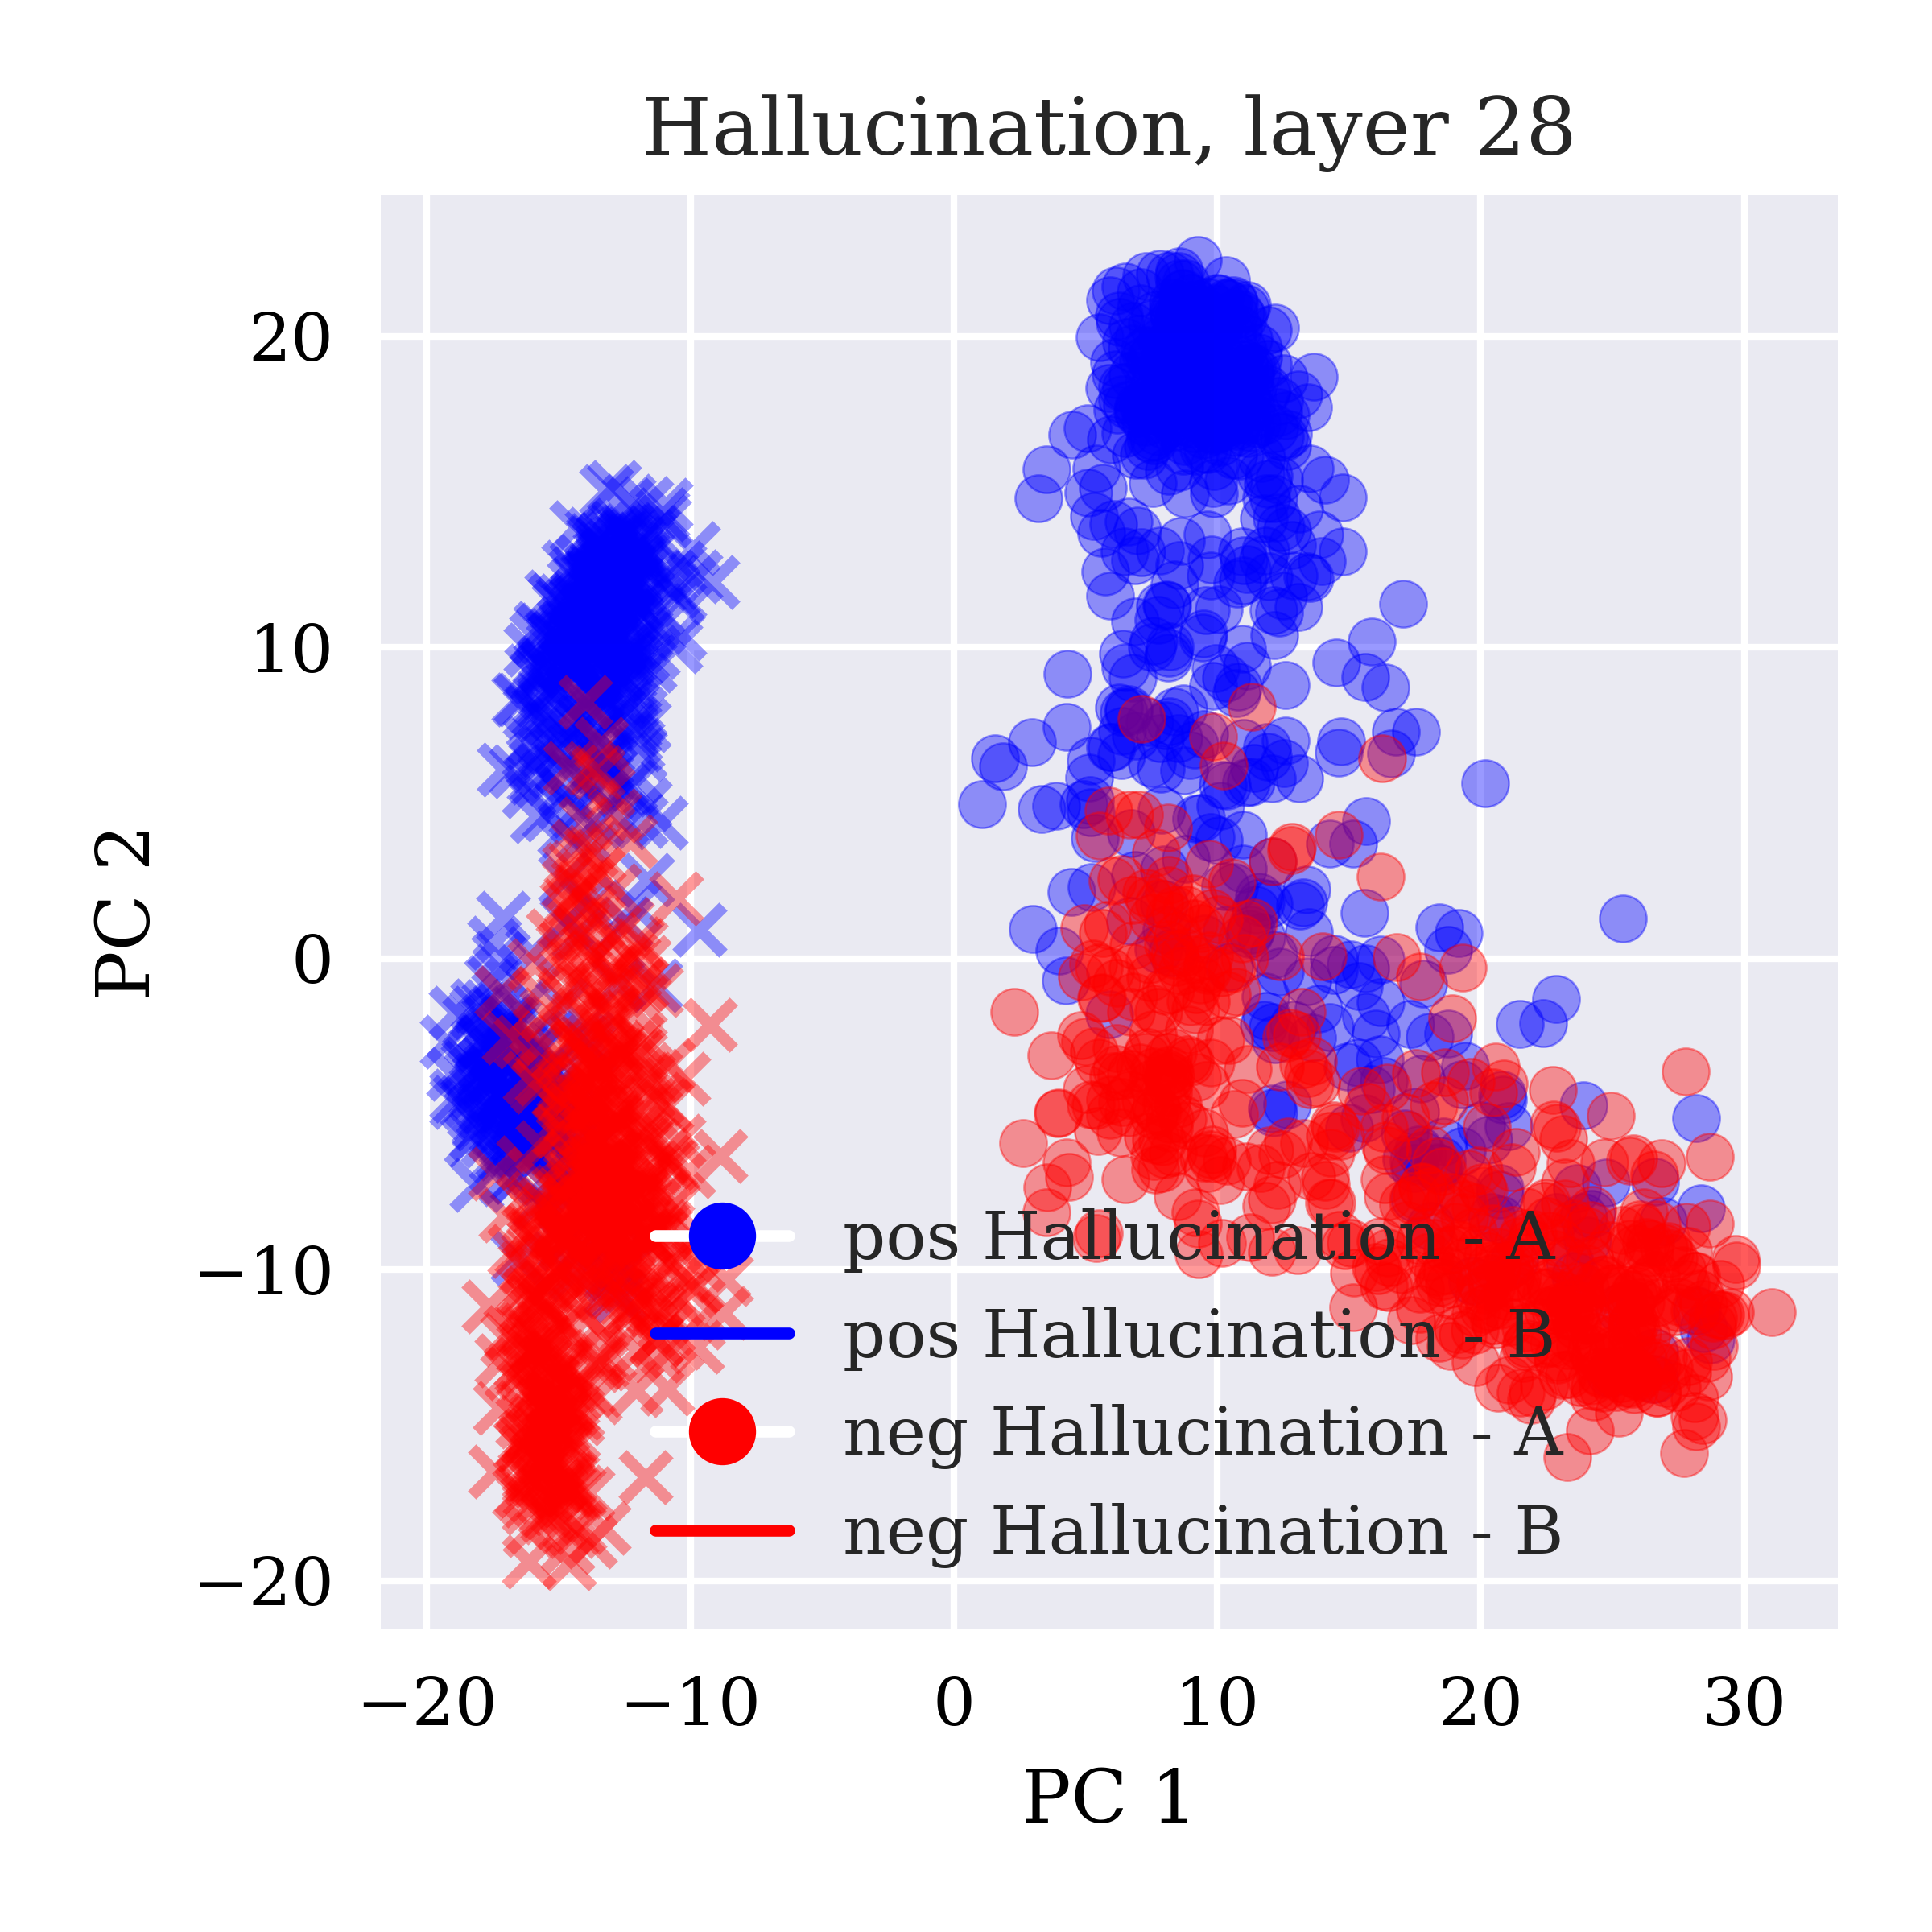 Hallucination, layer 28
PC 2
20
10
0
−10
−20
pos Hallucination - A
pos Hallucination - B
neg Hallucination - A
neg Hallucination - B
−20 −10 0 10 20 30
PC 1